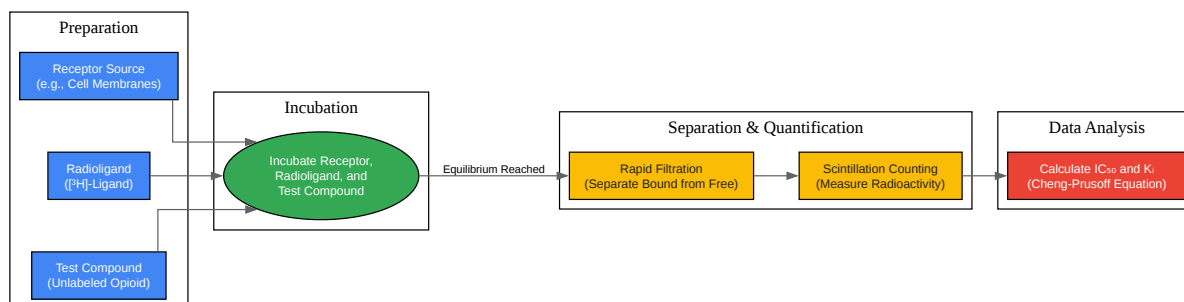 Preparation
Receptor Source
(e.g., Cell Membranes)
Radioligand
([³H]-Ligand)
Test Compound
(Unlabeled Opioid)
Incubation
Incubate Receptor,
Radioligand, and
Test Compound
Equilibrium Reached
Separation & Quantification
Rapid Filtration
(Separate Bound from Free)
Scintillation Counting
(Measure Radioactivity)
Data Analysis
Calculate IC₅₀ and Kᵢ
(Cheng-Prusoff Equation)